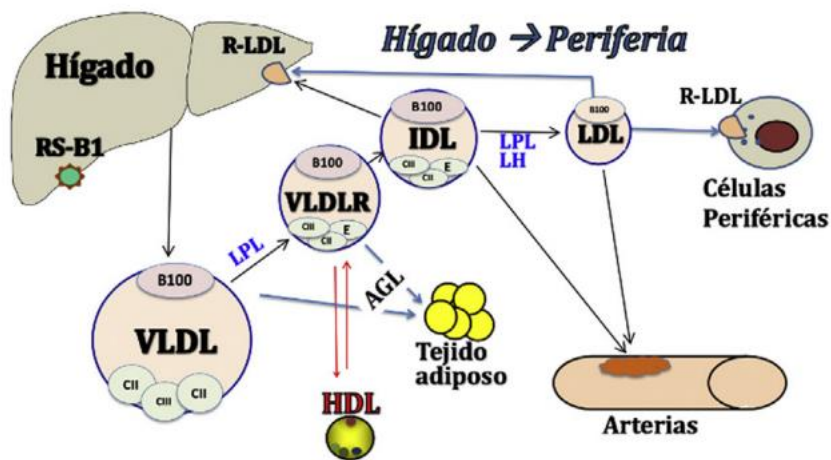 Hígado → Periferia
Hígado
R-LDL
RS-B1
B100
IDL
CIII
E
CII
LPL
LH
B100
LDL
R-LDL
Células
Periféricas
B100
VLDLR
CIII
E
CII
LPL
B100
VLDL
CII
CIII
CII
AGL
Tejido
adiposo
HDL
Arterias